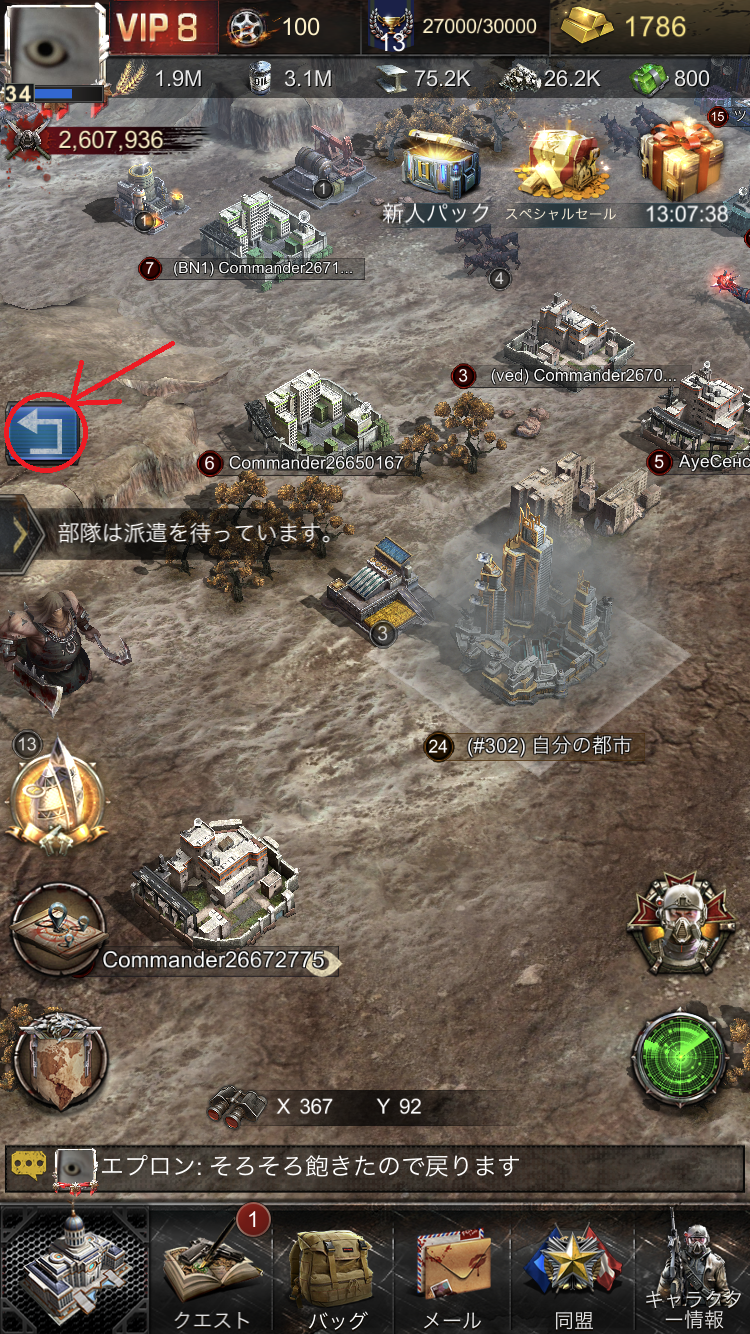 VIP 8
100
13
27000/30000
1786
34
1.9M
OIL
3.1M
75.2K
26.2K
800
2,607,936
15
ツ
1
1
新人パック
スペシャルセール
13:07:38
7 (BN1) Commander2671...
4
3 (ved) Commander2670...
6 Commander26650167
5 AyeСенс
部隊は派遣を待っています。
3
24 (#302) 自分の都市
13
Commander26672775
X 367 Y 92
エプロン: そろそろ飽きたので戻ります
1
クエスト
バッグ
メール
同盟
キャラクタ
ー情報